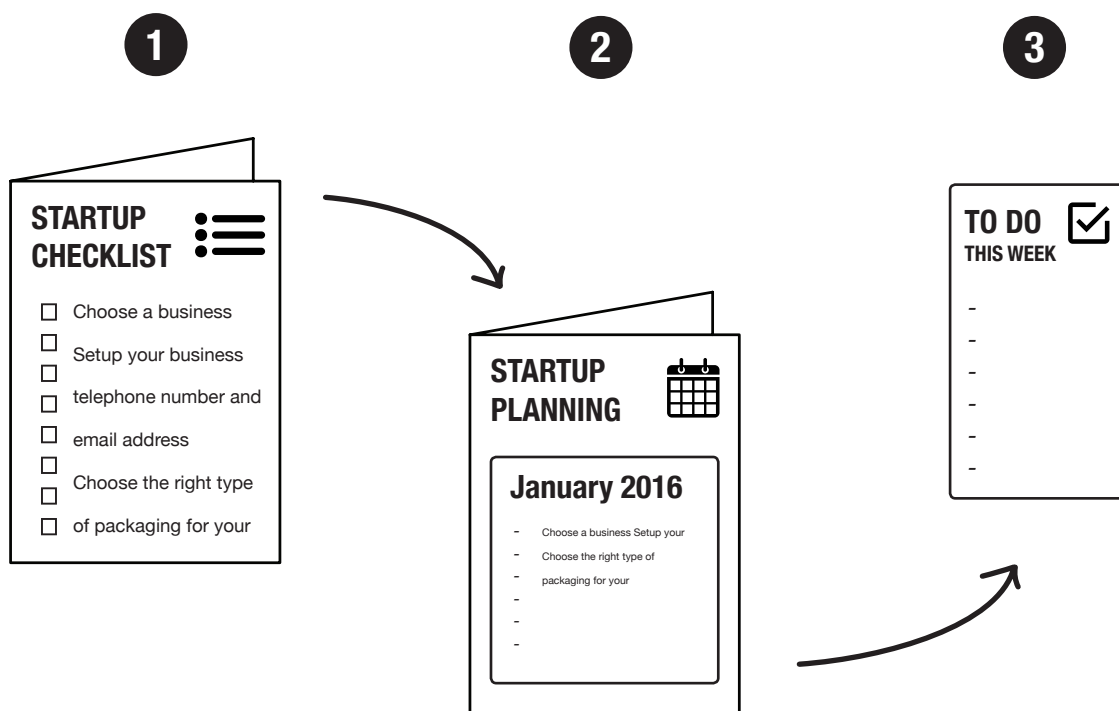 1
2
3
STARTUP
CHECKLIST
Choose a business
Setup your business
telephone number and
email address
Choose the right type
of packaging for your
STARTUP
PLANNING
January 2016
- Choose a business Setup your
- Choose the right type of
- packaging for your
-
-
-
TO DO
THIS WEEK
-
-
-
-
-
-